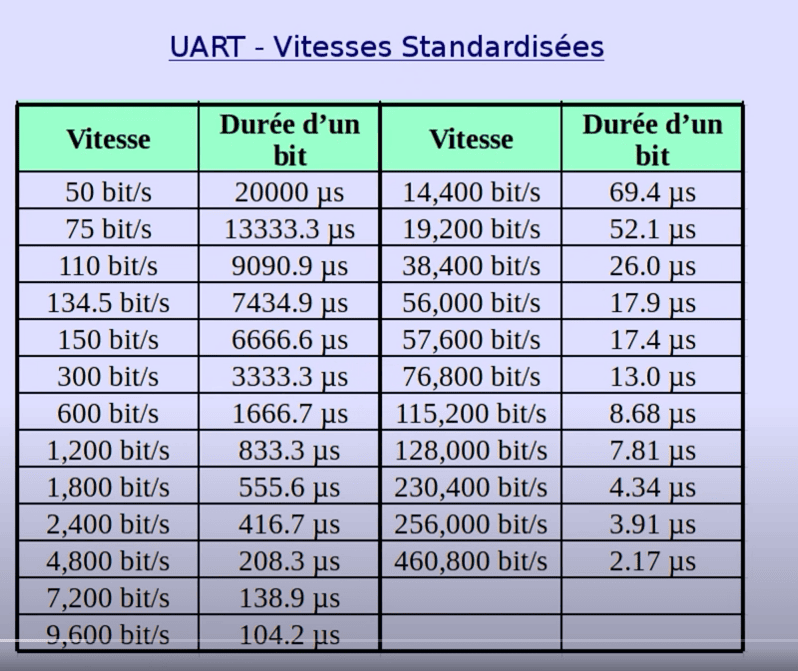 UART - Vitesses Standardisées
Vitesse Durée d’un bit Vitesse Durée d’un bit
50 bit/s 20000 µs 14,400 bit/s 69.4 µs
75 bit/s 13333.3 µs 19,200 bit/s 52.1 µs
110 bit/s 9090.9 µs 38,400 bit/s 26.0 µs
134.5 bit/s 7434.9 µs 56,000 bit/s 17.9 µs
150 bit/s 6666.6 µs 57,600 bit/s 17.4 µs
300 bit/s 3333.3 µs 76,800 bit/s 13.0 µs
600 bit/s 1666.7 µs 115,200 bit/s 8.68 µs
1,200 bit/s 833.3 µs 128,000 bit/s 7.81 µs
1,800 bit/s 555.6 µs 230,400 bit/s 4.34 µs
2,400 bit/s 416.7 µs 256,000 bit/s 3.91 µs
4,800 bit/s 208.3 µs 460,800 bit/s 2.17 µs
7,200 bit/s 138.9 µs
9,600 bit/s 104.2 µs